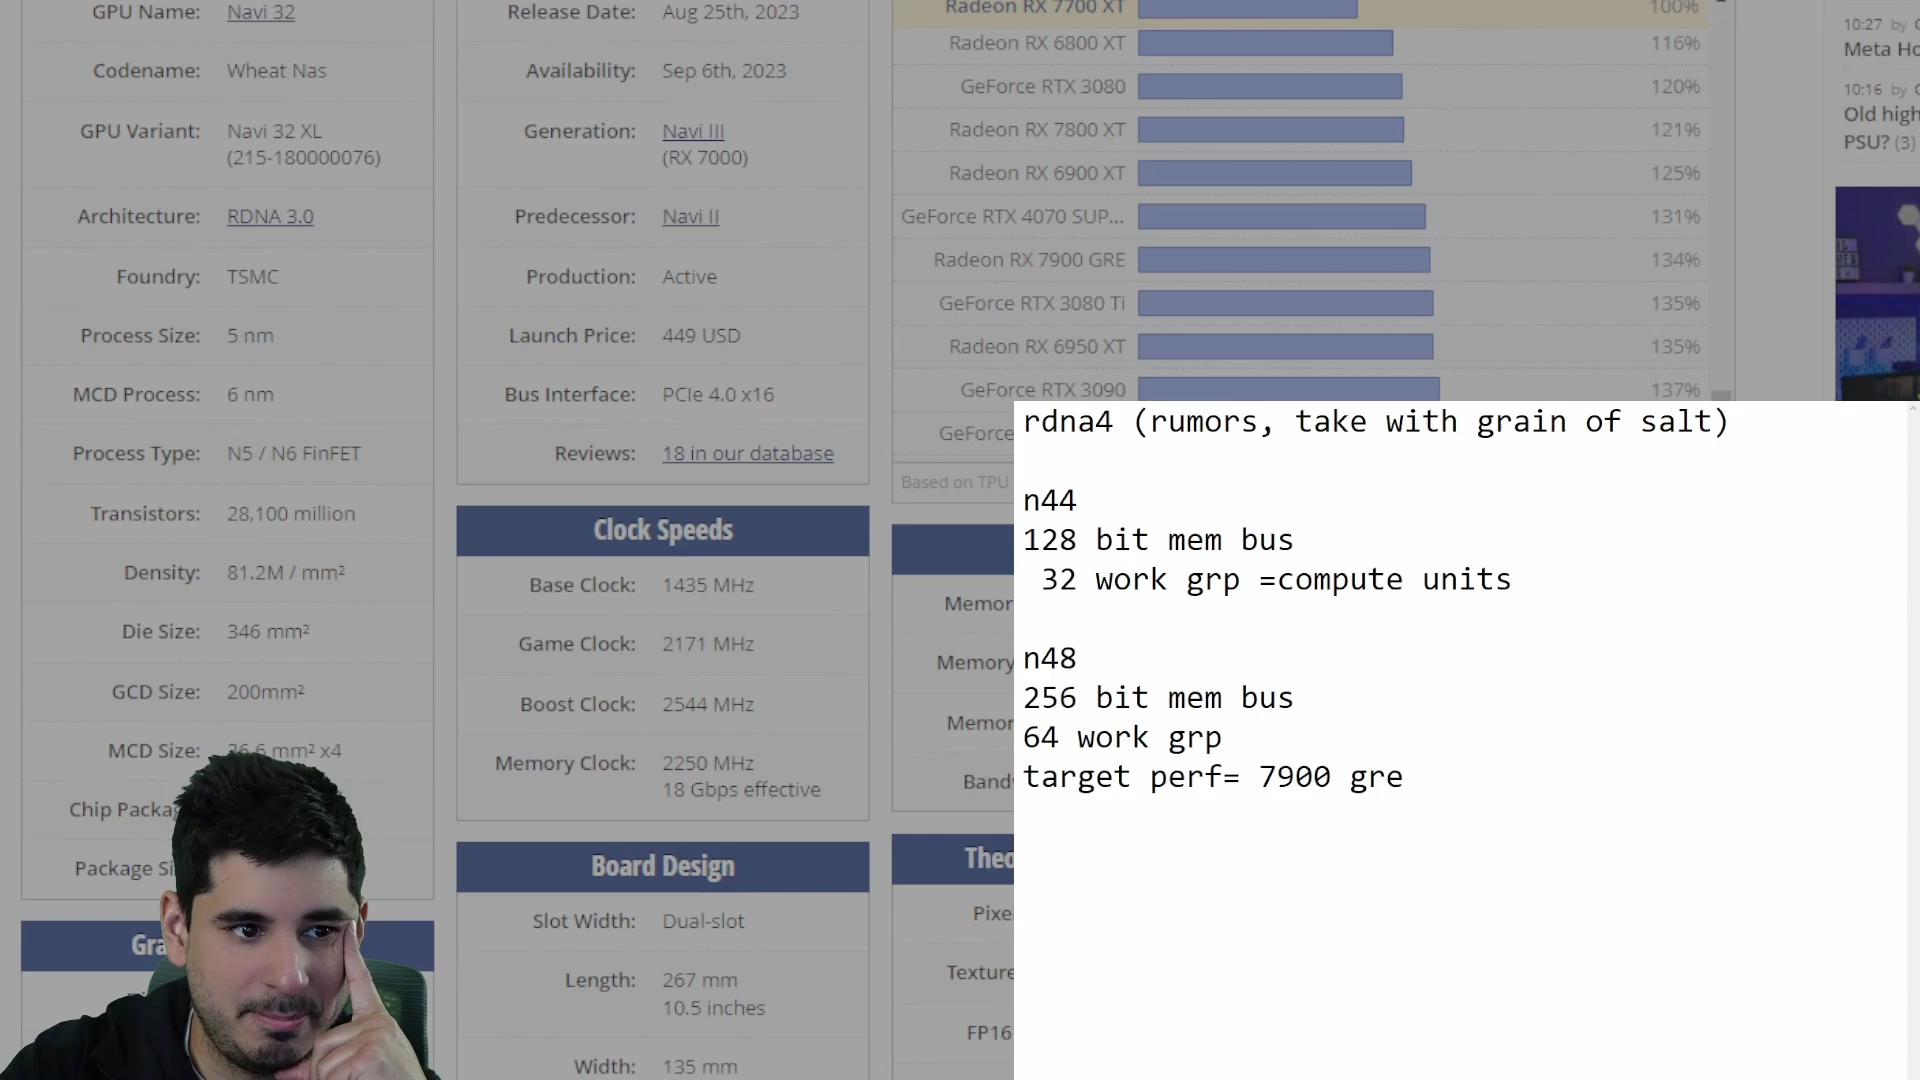 GPU Name: Navi 32
Codename: Wheat Nas
GPU Variant: Navi 32 XL
(215-180000076)
Architecture: RDNA 3.0
Foundry: TSMC
Process Size: 5 nm
MCD Process: 6 nm
Process Type: N5 / N6 FinFET
Transistors: 28,100 million
Density: 81.2M / mm²
Die Size: 346 mm²
GCD Size: 200mm²
MCD Size: 36.6 mm² x4
Chip
Package
Release Date: Aug 25th, 2023
Availability: Sep 6th, 2023
Generation: Navi III
(RX 7000)
Predecessor: Navi II
Production: Active
Launch Price: 449 USD
Bus Interface: PCIe 4.0 x16
Reviews: 18 in our database
Clock Speeds
Base Clock: 1435 MHz
Game Clock: 2171 MHz
Boost Clock: 2544 MHz
Memory Clock: 2250 MHz
18 Gbps effective
Board Design
Slot Width: Dual-slot
Length: 267 mm
10.5 inches
Width: 135 mm
Radeon RX 7700 XT 100%
Radeon RX 6800 XT 116%
GeForce RTX 3080 120%
Radeon RX 7800 XT 121%
Radeon RX 6900 XT 125%
GeForce RTX 4070 SUP... 131%
Radeon RX 7900 GRE 134%
GeForce RTX 3080 Ti 135%
Radeon RX 6950 XT 135%
GeForce RTX 3090 137%
GeForce
Based on TPU
Memory
FP16
10:27 by
Meta
10:16 by
Old high
PSU? (3)
rdna4 (rumors, take with grain of salt)
n44
128 bit mem bus
32 work grp =compute units
n48
256 bit mem bus
64 work grp
target perf= 7900 gre